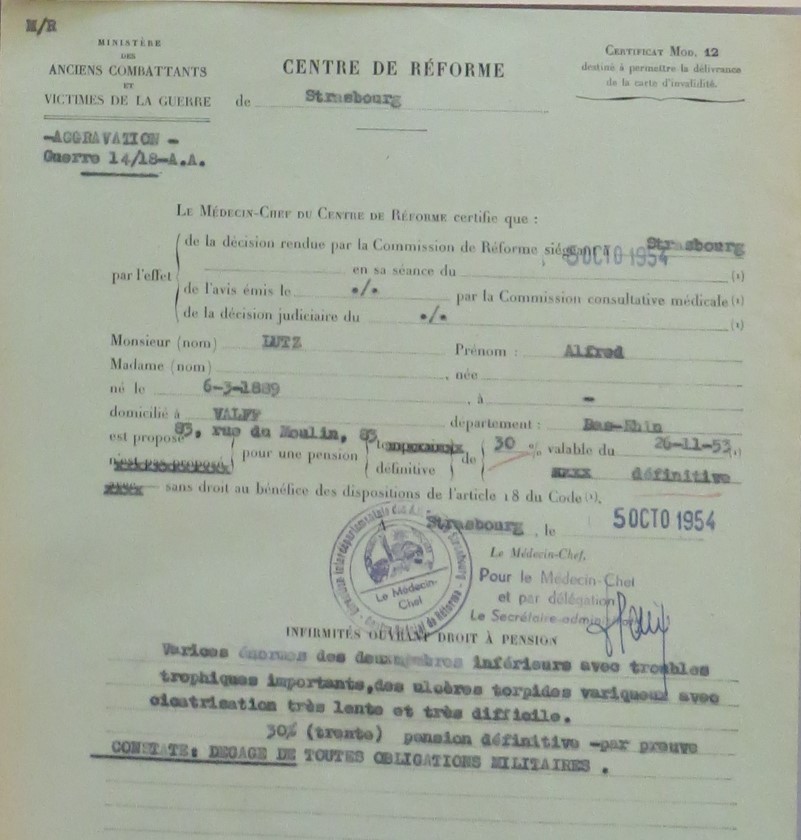 M/R
MINISTÈRE
DES
ANCIENS COMBATTANTS
ET
VICTIMES DE LA GUERRE
CENTRE DE RÉFORME
de Strasbourg
CERTIFICAT MOD. 12
destiné à permettre la délivrance
de la carte d'invalidité.
-AGGRAVATION -
Guerre 14/18-A.A.
LE MÉDECIN-CHEF DU CENTRE DE RÉFORME certifie que :
par l'effet
de la décision rendue par la Commission de Réforme siégeant à Strasbourg
en sa séance du 5 OCTO 1954 (1)
de l'avis émis le ./. par la Commission consultative médicale (1)
de la décision judiciaire du ./. (1)
Monsieur (nom) LUTZ Prénom : Alfred
Madame (nom) , née
né le 6-3-1889 , à -
domicilié à VALFF département : Bas-Rhin
83, rue du Moulin, 83
est proposé pour une pension définitive de 30 % valable du 26-11-53 (1)
définitive
sans droit au bénéfice des dispositions de l'article 18 du Code (1).
Strasbourg , le 5 OCTO 1954
Le Médecin-Chef,
Pour le Médecin-Chef
et par délégation
Le Secrétaire
Le Médecin-
Chef
INFIRMITÉS OUVRANT DROIT À PENSION
Varices énormes des deux membres inférieurs avec troubles
trophiques importants,des ulcères torpides variqueux avec
cicatrisation très lente et très difficile.
30% (trente) pension définitive -par preuve
CONSTATE: DEGAGE DE TOUTES OBLIGATIONS MILITAIRES .